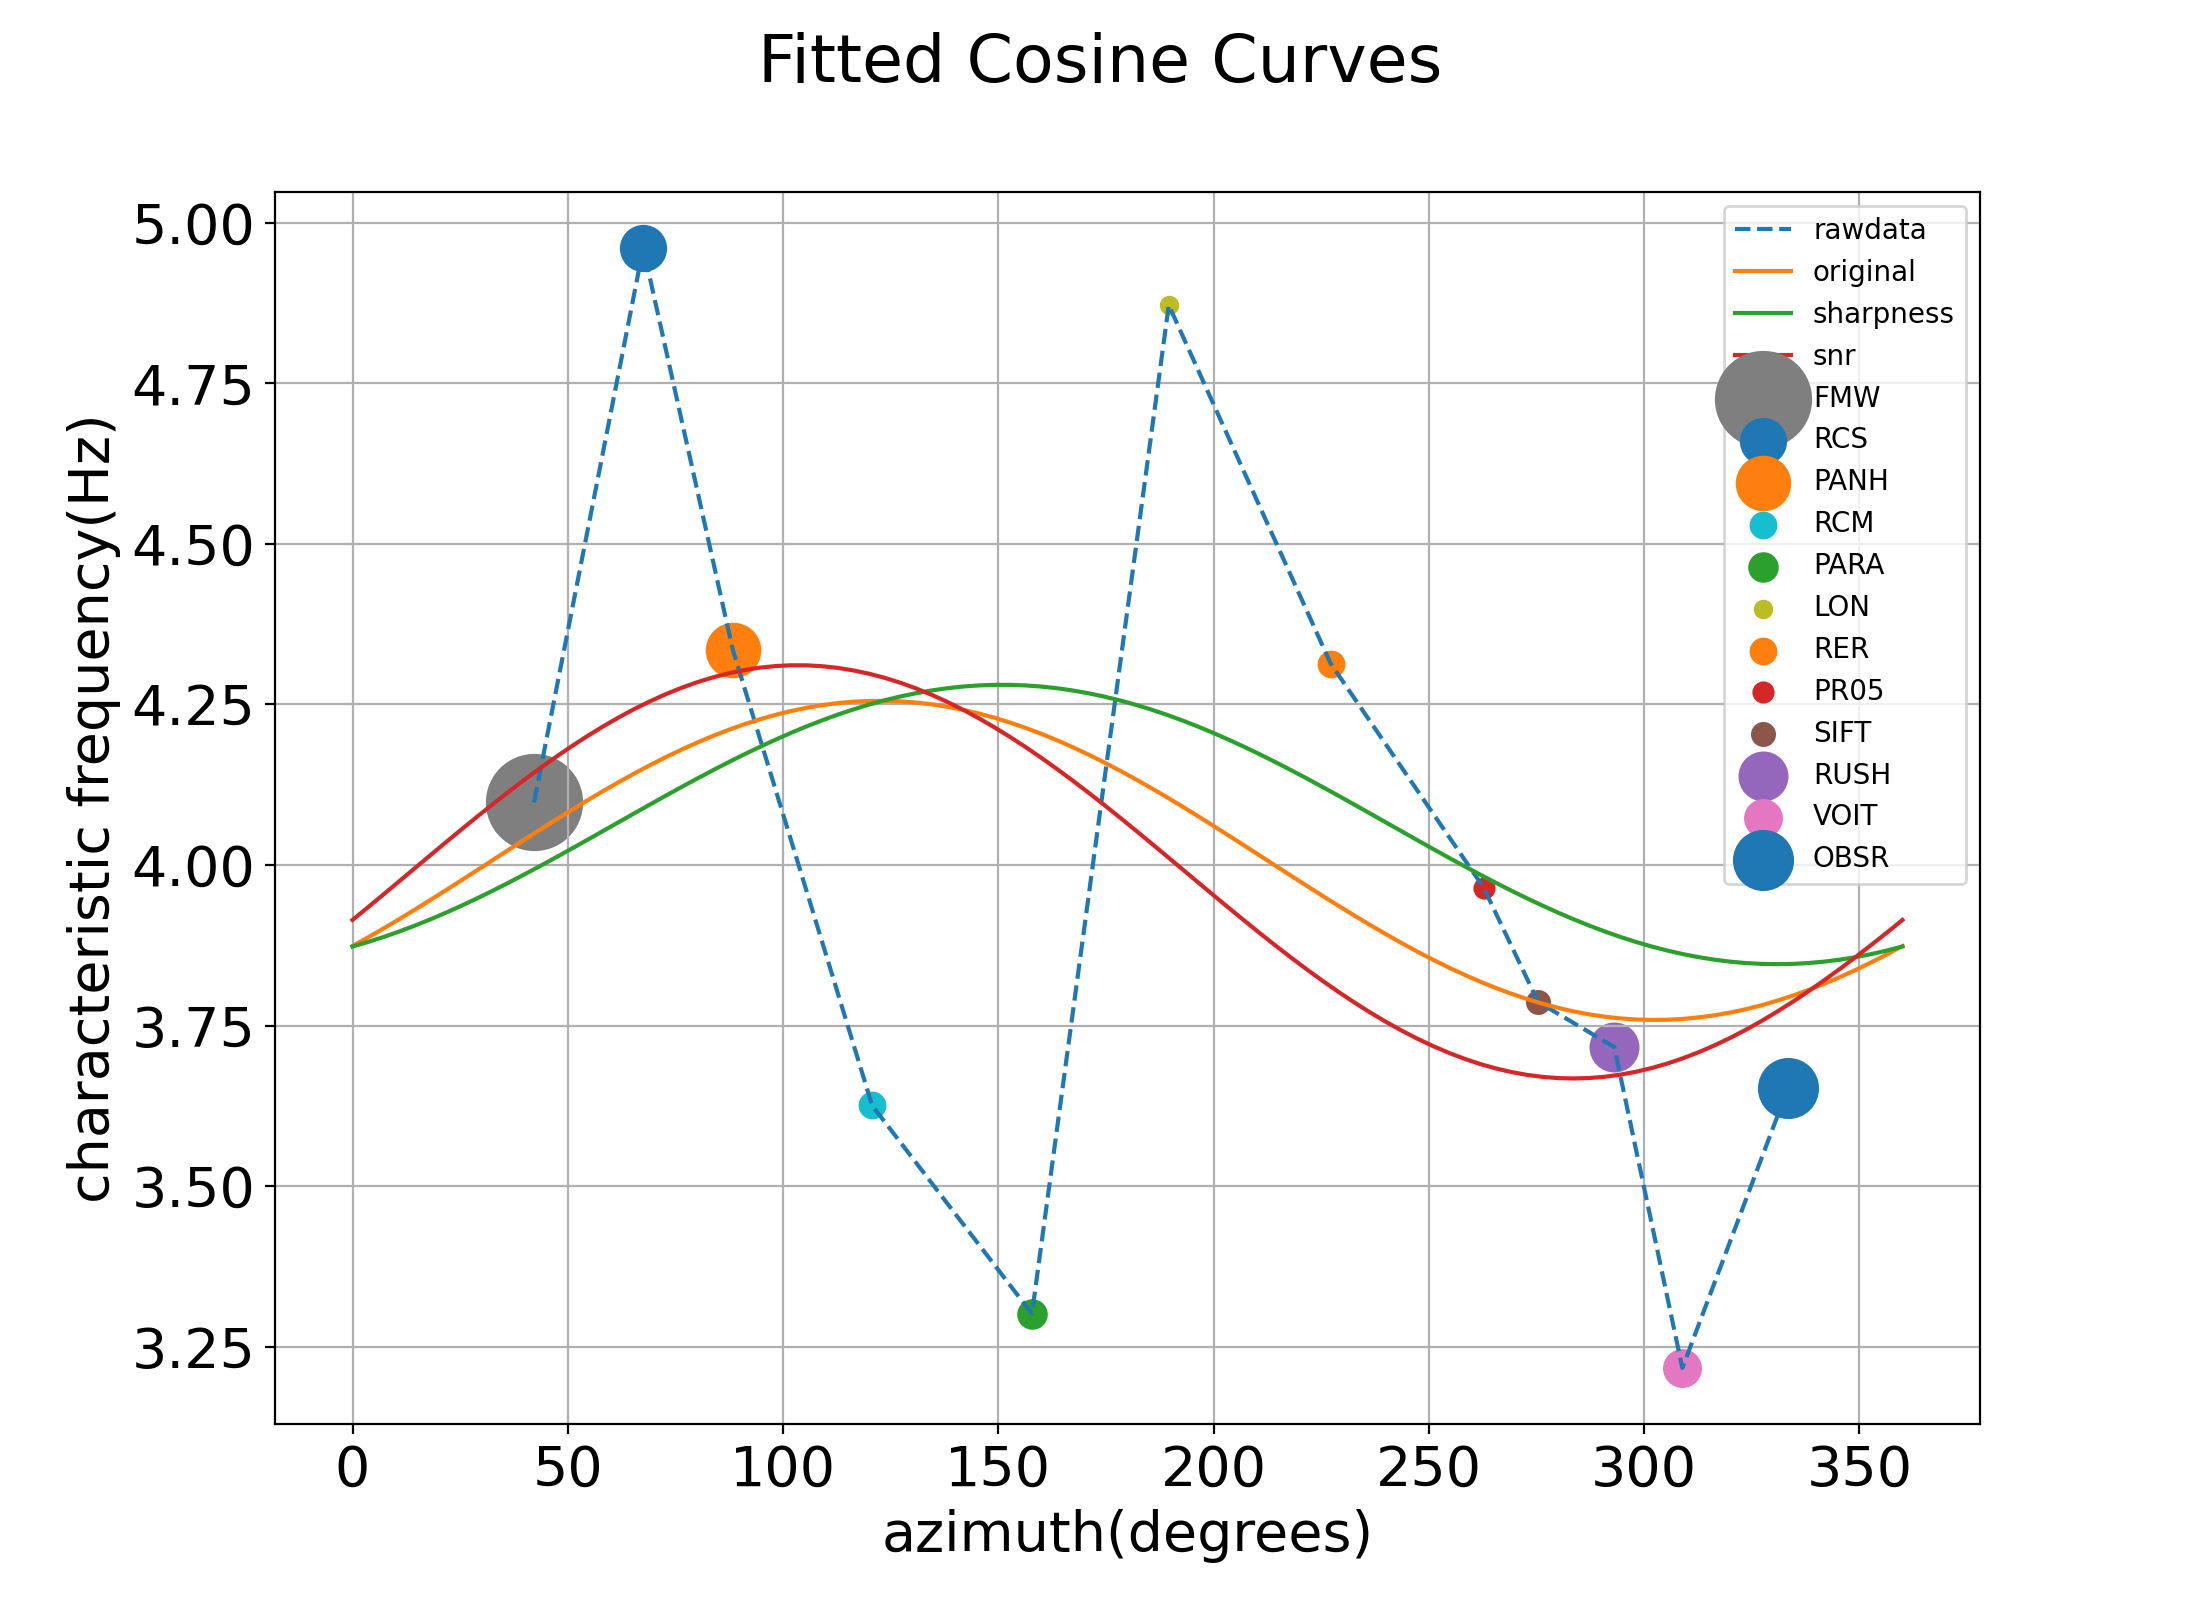 Fitted Cosine Curves
characteristic frequency(Hz)
5.00
4.75
4.50
4.25
4.00
3.75
3.50
3.25
rawdata
original
sharpness
snr
FMW
RCS
PANH
RCM
PARA
LON
RER
PR05
SIFT
RUSH
VOIT
OBSR
0 50 100 150 200 250 300 350
azimuth(degrees)